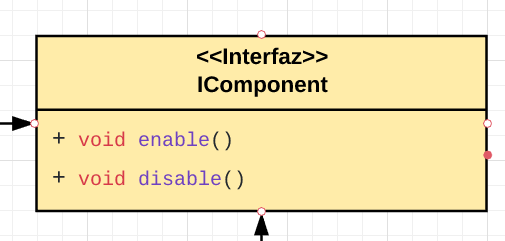 <<Interfaz>>
IComponent
+ void enable()
+ void disable()